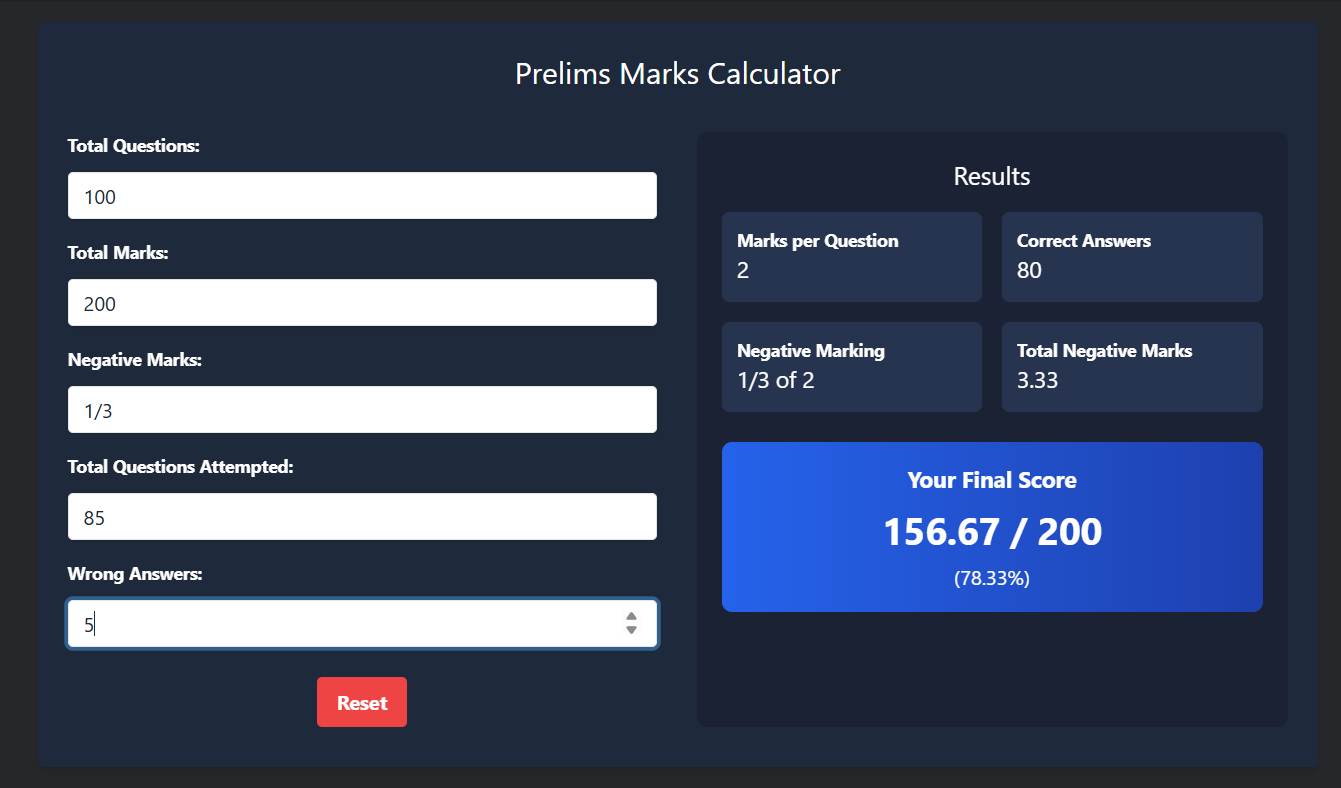 Prelims Marks Calculator
Total Questions:
100
Total Marks:
200
Negative Marks:
1/3
Total Questions Attempted:
85
Wrong Answers:
5
Reset
Results
Marks per Question
2
Correct Answers
80
Negative Marking
1/3 of 2
Total Negative Marks
3.33
Your Final Score
156.67 / 200
(78.33%)